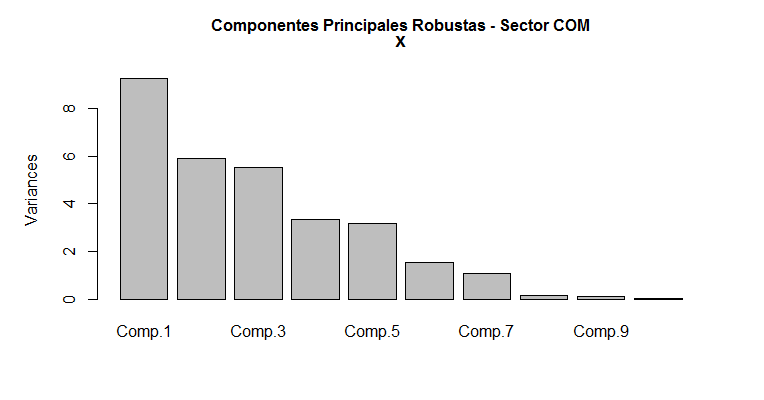 Componentes Principales Robustas - Sector COM
X
Variances
8
6
4
2
0
Comp.1
Comp.3
Comp.5
Comp.7
Comp.9